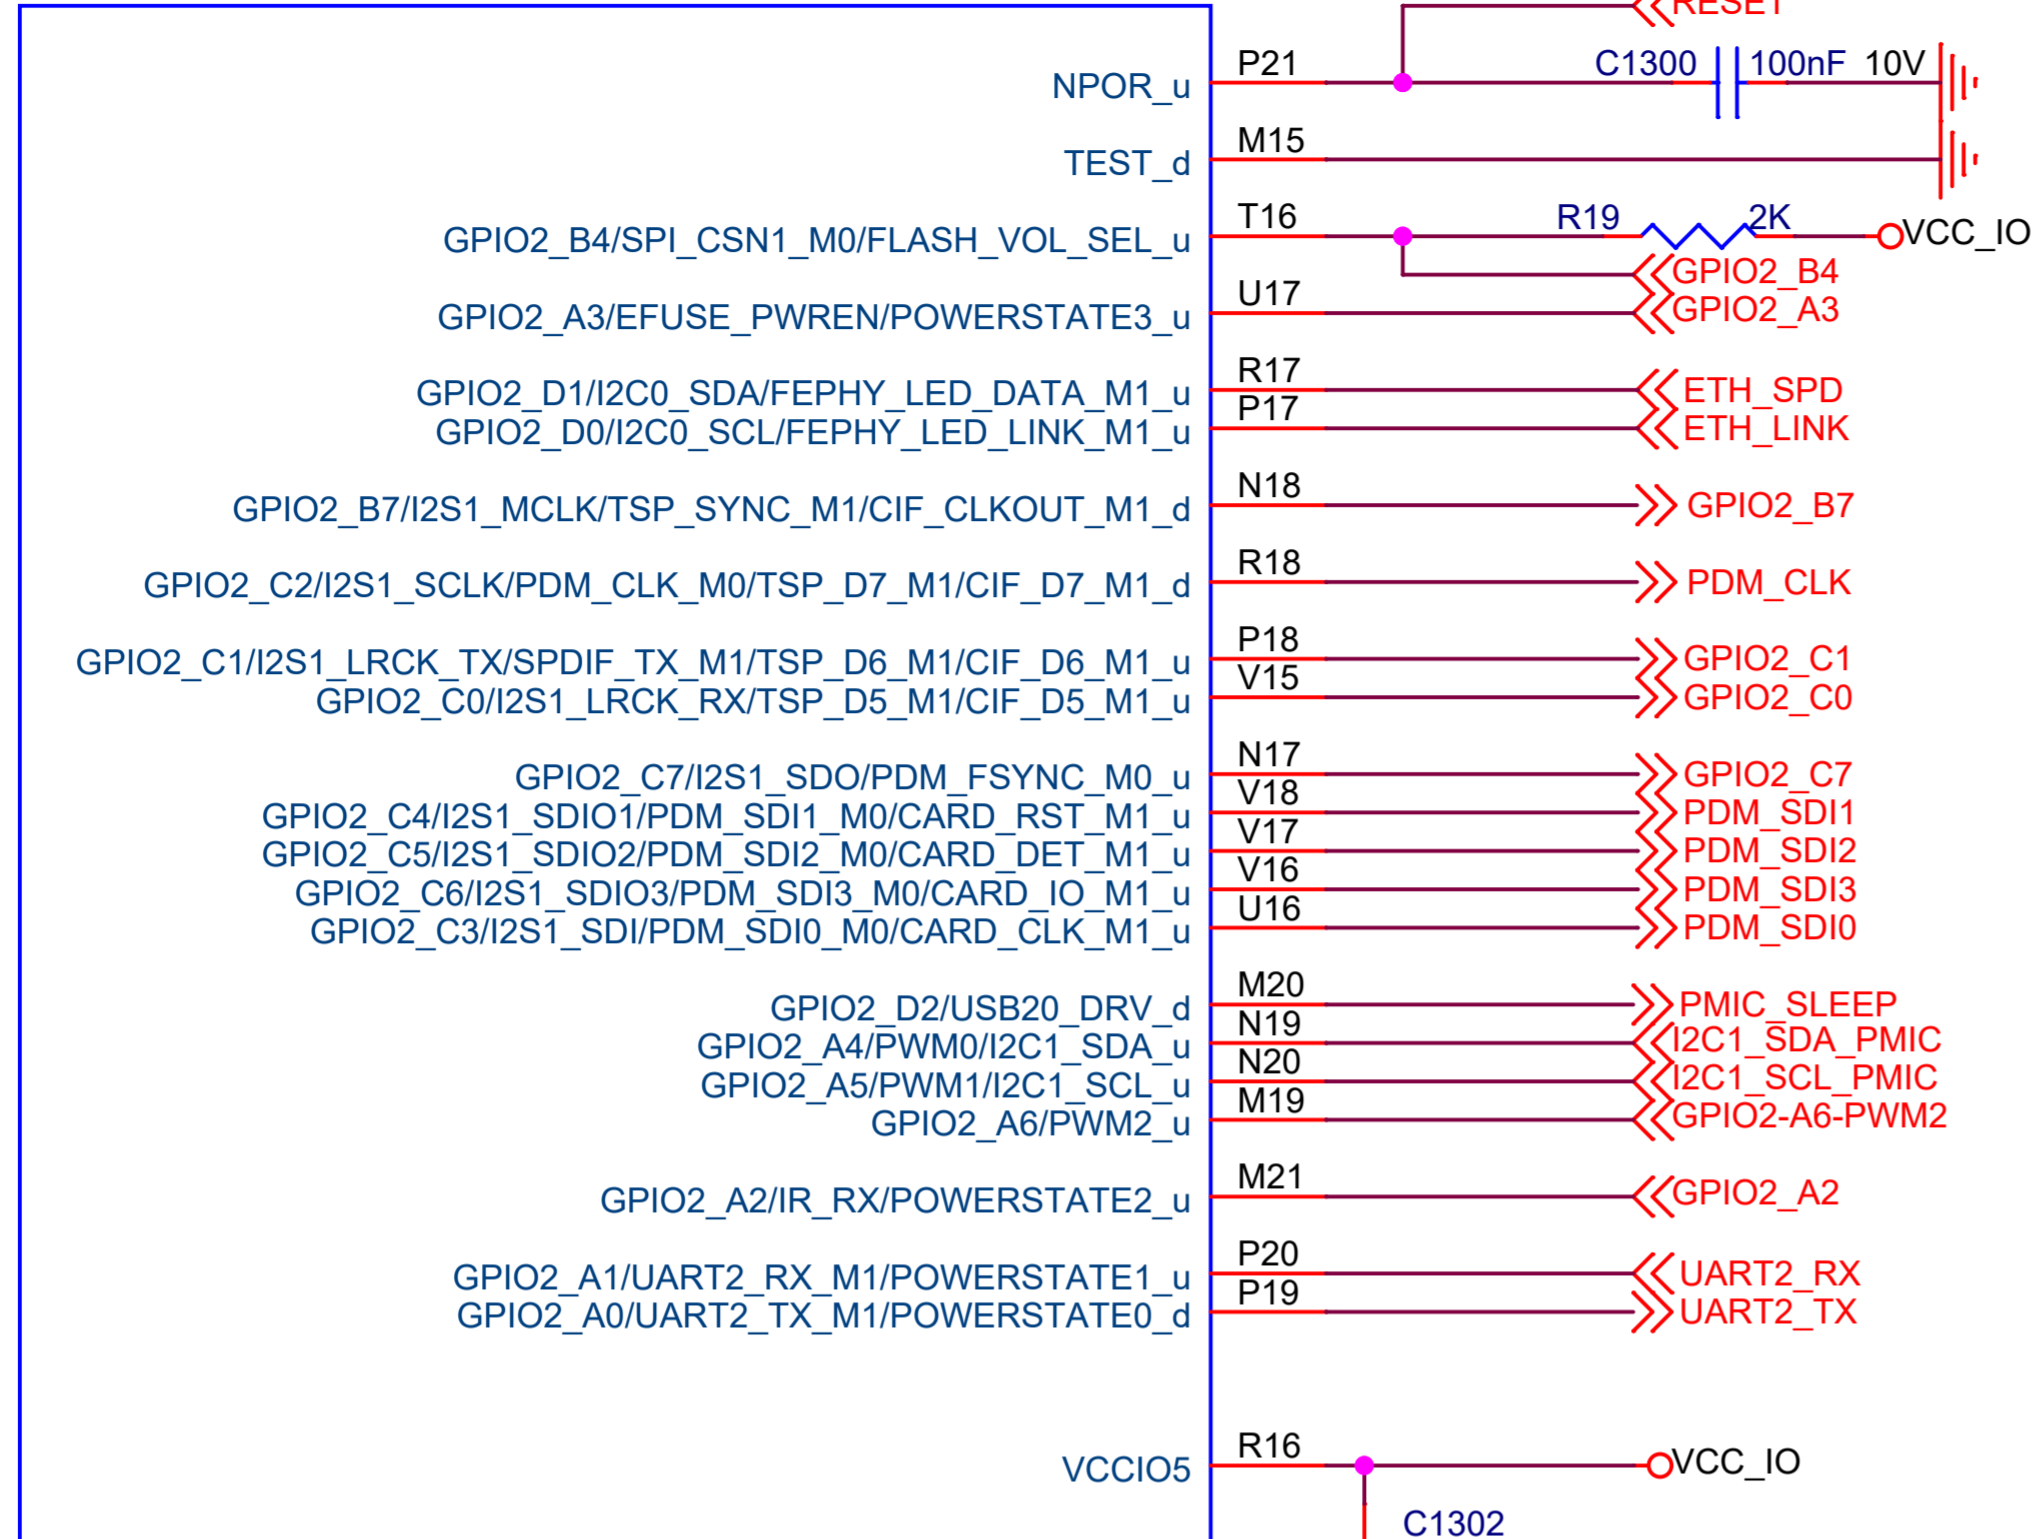 RESET
NPOR_u P21 C1300 100nF 10V
TEST_d M15
GPIO2_B4/SPI_CSN1_M0/FLASH_VOL_SEL_u T16 R19 2K VCC_IO
GPIO2_B4
GPIO2_A3/EFUSE_PWREN/POWERSTATE3_u U17 GPIO2_A3
GPIO2_D1/I2C0_SDA/FEPHY_LED_DATA_M1_u R17 ETH_SPD
GPIO2_D0/I2C0_SCL/FEPHY_LED_LINK_M1_u P17 ETH_LINK
GPIO2_B7/I2S1_MCLK/TSP_SYNC_M1/CIF_CLKOUT_M1_d N18 GPIO2_B7
GPIO2_C2/I2S1_SCLK/PDM_CLK_M0/TSP_D7_M1/CIF_D7_M1_d R18 PDM_CLK
GPIO2_C1/I2S1_LRCK_TX/SPDIF_TX_M1/TSP_D6_M1/CIF_D6_M1_u P18 GPIO2_C1
GPIO2_C0/I2S1_LRCK_RX/TSP_D5_M1/CIF_D5_M1_u V15 GPIO2_C0
GPIO2_C7/I2S1_SDO/PDM_FSYNC_M0_u N17 GPIO2_C7
GPIO2_C4/I2S1_SDIO1/PDM_SDI1_M0/CARD_RST_M1_u V18 PDM_SDI1
GPIO2_C5/I2S1_SDIO2/PDM_SDI2_M0/CARD_DET_M1_u V17 PDM_SDI2
GPIO2_C6/I2S1_SDIO3/PDM_SDI3_M0/CARD_IO_M1_u V16 PDM_SDI3
GPIO2_C3/I2S1_SDI/PDM_SDI0_M0/CARD_CLK_M1_u U16 PDM_SDI0
GPIO2_D2/USB20_DRV_d M20 PMIC_SLEEP
GPIO2_A4/PWM0/I2C1_SDA_u N19 I2C1_SDA_PMIC
GPIO2_A5/PWM1/I2C1_SCL_u N20 I2C1_SCL_PMIC
GPIO2_A6/PWM2_u M19 GPIO2-A6-PWM2
GPIO2_A2/IR_RX/POWERSTATE2_u M21 GPIO2_A2
GPIO2_A1/UART2_RX_M1/POWERSTATE1_u P20 UART2_RX
GPIO2_A0/UART2_TX_M1/POWERSTATE0_d P19 UART2_TX
VCCIO5 R16 VCC_IO
C1302